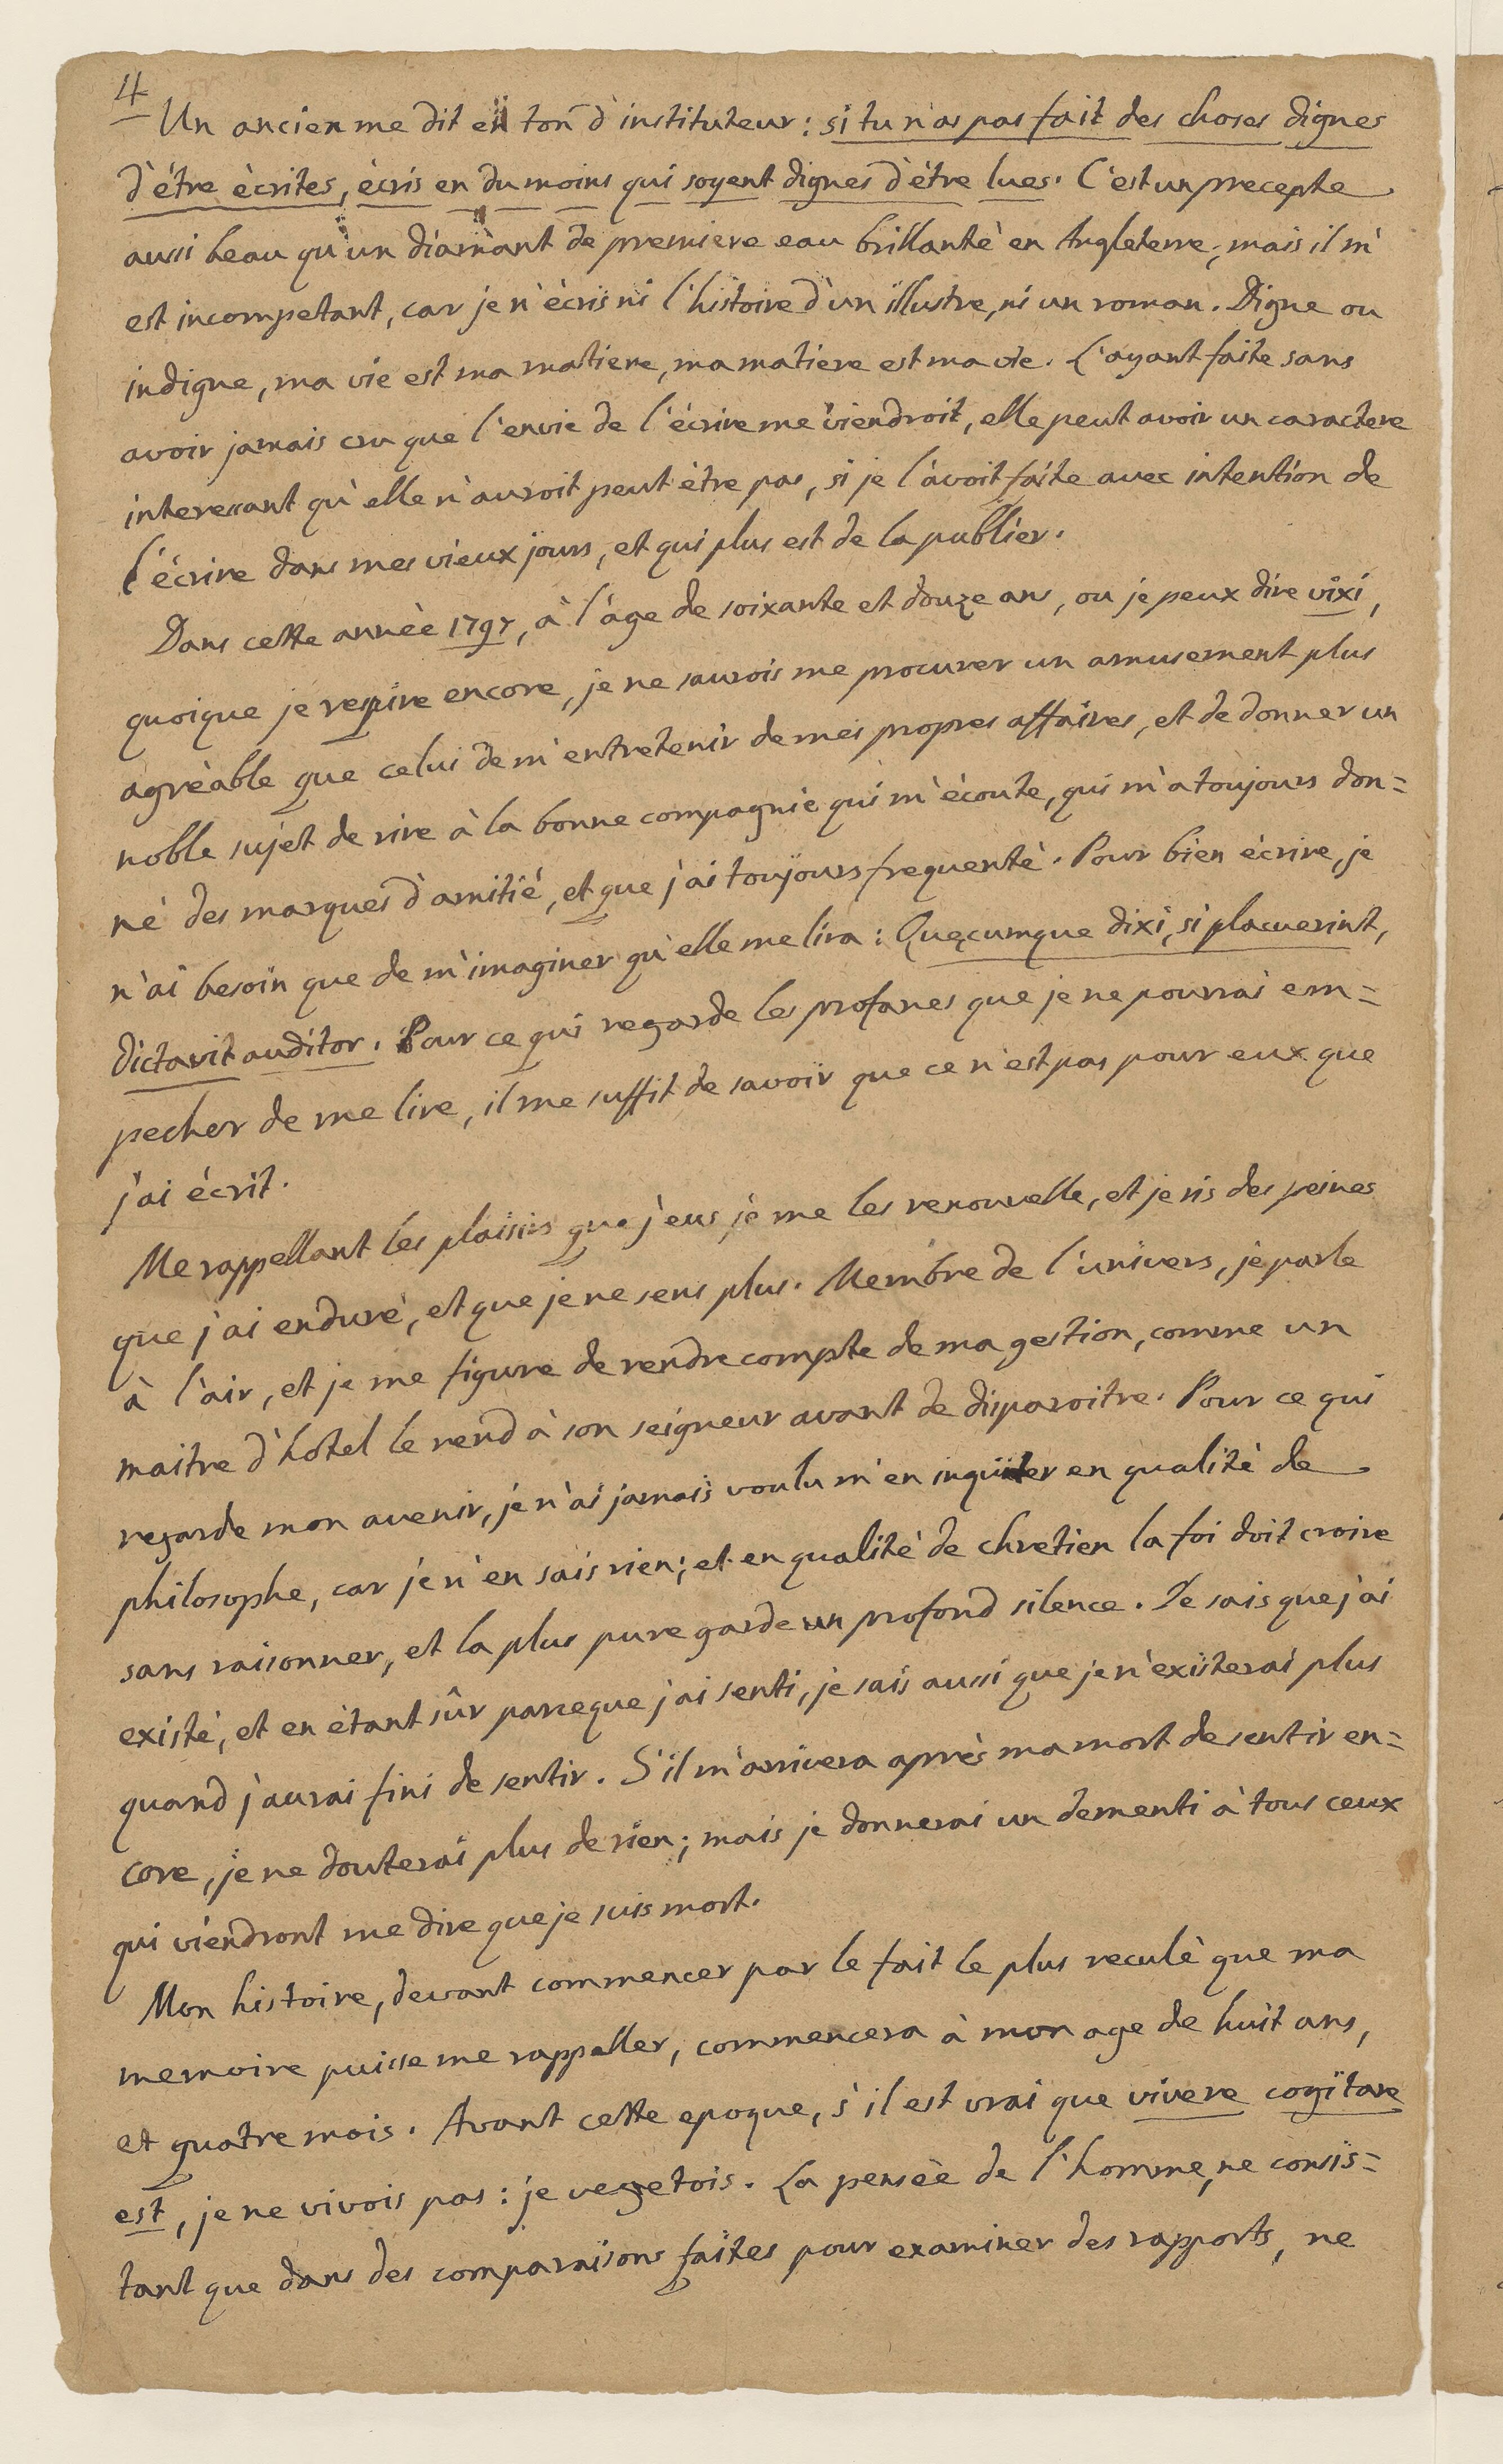 4
Un ancien me dit en ton d'instituteur: si tu n'as pas fait des choses dignes
d'être écrites, écris en du moins qui soyent dignes d'être lues. C'est un precepte
aussi beau qu'un diamant de premiere eau brillanté en Angleterre, mais il m'
est incompetant, car je n'écris ni l'histoire d'un illustre, ni un roman. Digne ou
indigne, ma vie est ma matiere, ma matiere est ma vie. L'ayant faite sans
avoir jamais cru que l'envie de l'écrire me viendroit, elle peut avoir un caractere
interessant qu'elle n'auroit peut être pas, si je l'avoit faite avec intention de
l'écrire dans mes vieux jours, et qui plus est de la publier.
Dans cette année 1797, à l'age de soixante et douze ans, ou je peux dire vixi,
quoique je respire encore, je ne saurois me procurer un amusement plus
agréable que celui de m'entretenir de mes propres affaires, et de donner un
noble sujet de rire à la bonne compagnie qui m'écoute, qui m'a toujours don=
né des marques d'amitié, et que j'ai toujours frequenté. Pour bien écrire, je
n'ai besoin que de m'imaginer qu'elle me lira: Quęcumque dixi, si placuerint,
dictavit auditor. Pour ce qui regarde les profanes que je ne pourrai em=
pecher de me lire, il me suffit de savoir que ce n'est pas pour eux que
j'ai écrit.
Me rappellant les plaisirs que j'eus je me les renouvelle, et je ris des peines
que j'ai enduré, et que je ne sens plus. Membre de l'univers, je parle
à l'air, et je me figure de rendre compte de ma gestion, comme un
maitre d'hotel le rend à son seigneur avant de disparoitre. Pour ce qui
regarde mon avenir, je n'ai jamais voulu m'en inquiéter en qualité de
philosophe, car je n'en sais rien; et en qualité de chretien la foi doit croire
sans raisonner, et la plus pure garde un profond silence. Je sais que j'ai
existé, et en étant sûr parceque j'ai senti, je sais aussi que je n'existerai plus
quand j'aurai fini de sentir. S'il m'arrivera après ma mort de sentir en=
core, je ne douterai plus de rien; mais je donnerai un dementi à tous ceux
qui viendront me dire que je suis mort.
Mon histoire, devant commencer par le fait le plus reculé que ma
memoire puisse me rappeller, commencera à mon age de huit ans,
et quatre mois. Avant cette epoque, s'il est vrai que vivere cogitare
est, je ne vivois pas: je vegetois. La pensée de l'homme, ne consis=
tant que dans des comparaisons faites pour examiner des rapports, ne